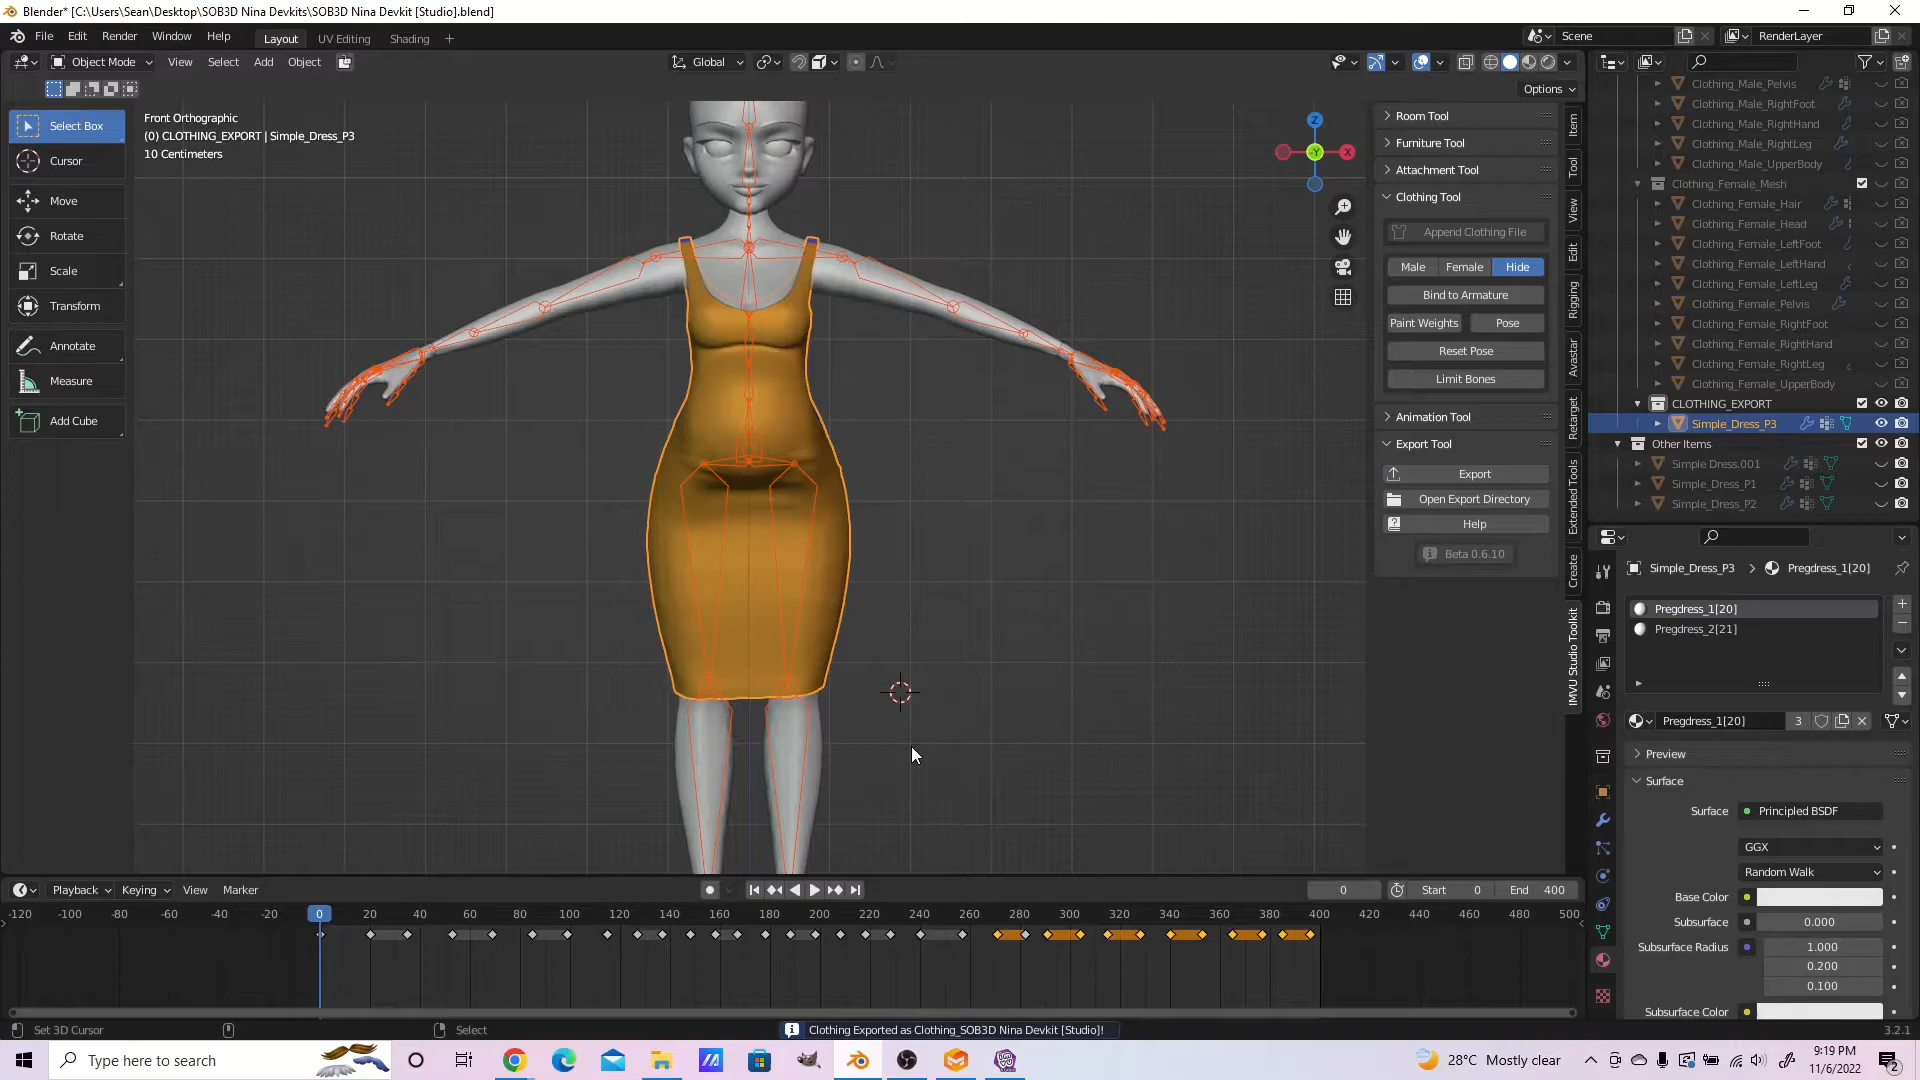 Blender* [C:\Users\Sean\Desktop\SOB3D Nina Devkits\SOB3D Nina Devkit [Studio].blend]
File Edit Render Window Help Layout UV Editing Shading + Scene RenderLayer
Object Mode View Select Add Object Global
Options
Select Box
Cursor
Move
Rotate
Scale
Transform
Annotate
Measure
Add Cube
Front Orthographic
(0) CLOTHING_EXPORT | Simple_Dress_P3
10 Centimeters
Z
-Y
X
Room Tool
Furniture Tool
Attachment Tool
Clothing Tool
Append Clothing File
Male Female Hide
Bind to Armature
Paint Weights Pose
Reset Pose
Limit Bones
Animation Tool
Export Tool
Export
Open Export Directory
Help
Beta 0.6.10
Item
Tool
View
Edit
Rigging
Avastar
Retarget
Extended Tools
Create
IMVU Studio Toolkit
Clothing_Male_Pelvis
Clothing_Male_RightFoot
Clothing_Male_RightHand
Clothing_Male_RightLeg
Clothing_Male_UpperBody
Clothing_Female_Mesh
Clothing_Female_Hair
Clothing_Female_Head
Clothing_Female_LeftFoot
Clothing_Female_LeftHand
Clothing_Female_LeftLeg
Clothing_Female_Pelvis
Clothing_Female_RightFoot
Clothing_Female_RightHand
Clothing_Female_RightLeg
Clothing_Female_UpperBody
CLOTHING_EXPORT
Simple_Dress_P3
Other Items
Simple Dress.001
Simple_Dress_P1
Simple_Dress_P2
Simple_Dress_P3 > Pregdress_1[20]
Pregdress_1[20]
Pregdress_2[21]
Pregdress_1[20] 3
Preview
Surface
Surface Principled BSDF
GGX
Random Walk
Base Color
Subsurface 0.000
Subsurface Radius 1.000
0.200
0.100
Subsurface Color
Playback Keying View Marker 0 Start 0 End 400
-120 -100 -80 -60 -40 -20 0 20 40 60 80 100 120 140 160 180 200 220 240 260 280 300 320 340 360 380 400 420 440 460 480 500
Set 3D Cursor Select Clothing Exported as Clothing_SOB3D Nina Devkit [Studio]! 3.2.1
Type here to search 28°C Mostly clear 9:19 PM
11/6/2022 2